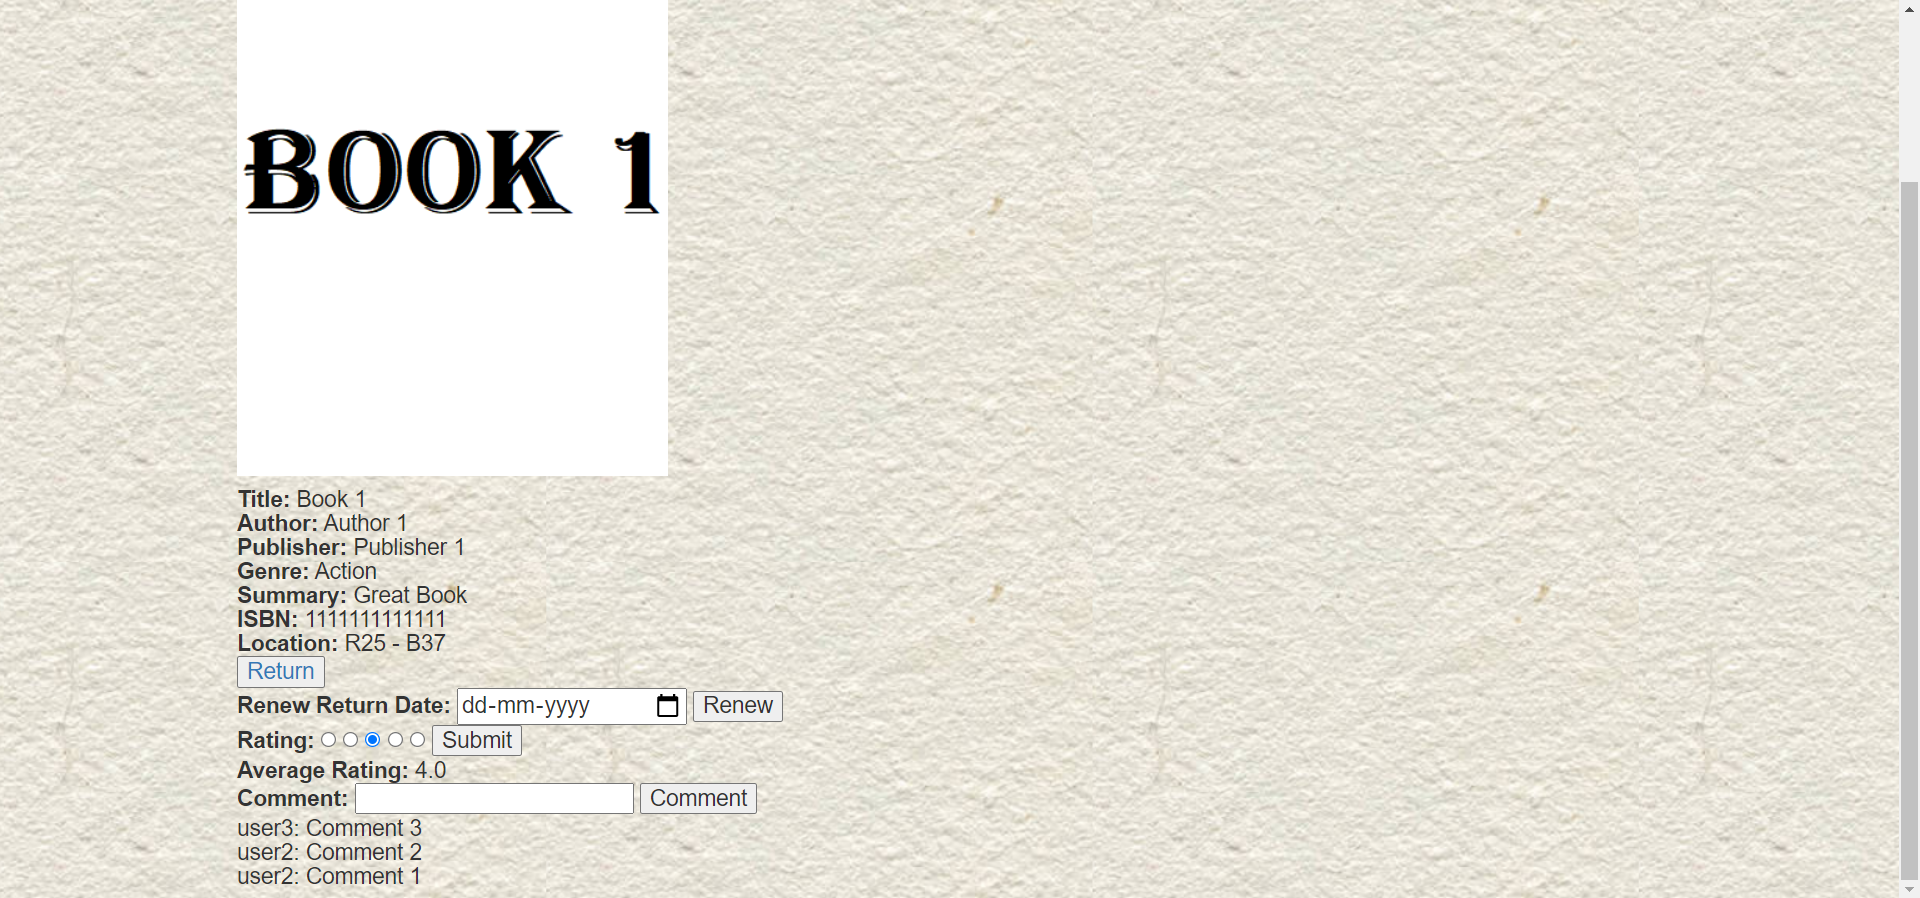 BOOK 1
Title: Book 1
Author: Author 1
Publisher: Publisher 1
Genre: Action
Summary: Great Book
ISBN: 1111111111111
Location: R25 - B37
Return
Renew Return Date: dd-mm-yyyy Renew
Rating: Submit
Average Rating: 4.0
Comment: Comment
user3: Comment 3
user2: Comment 2
user2: Comment 1